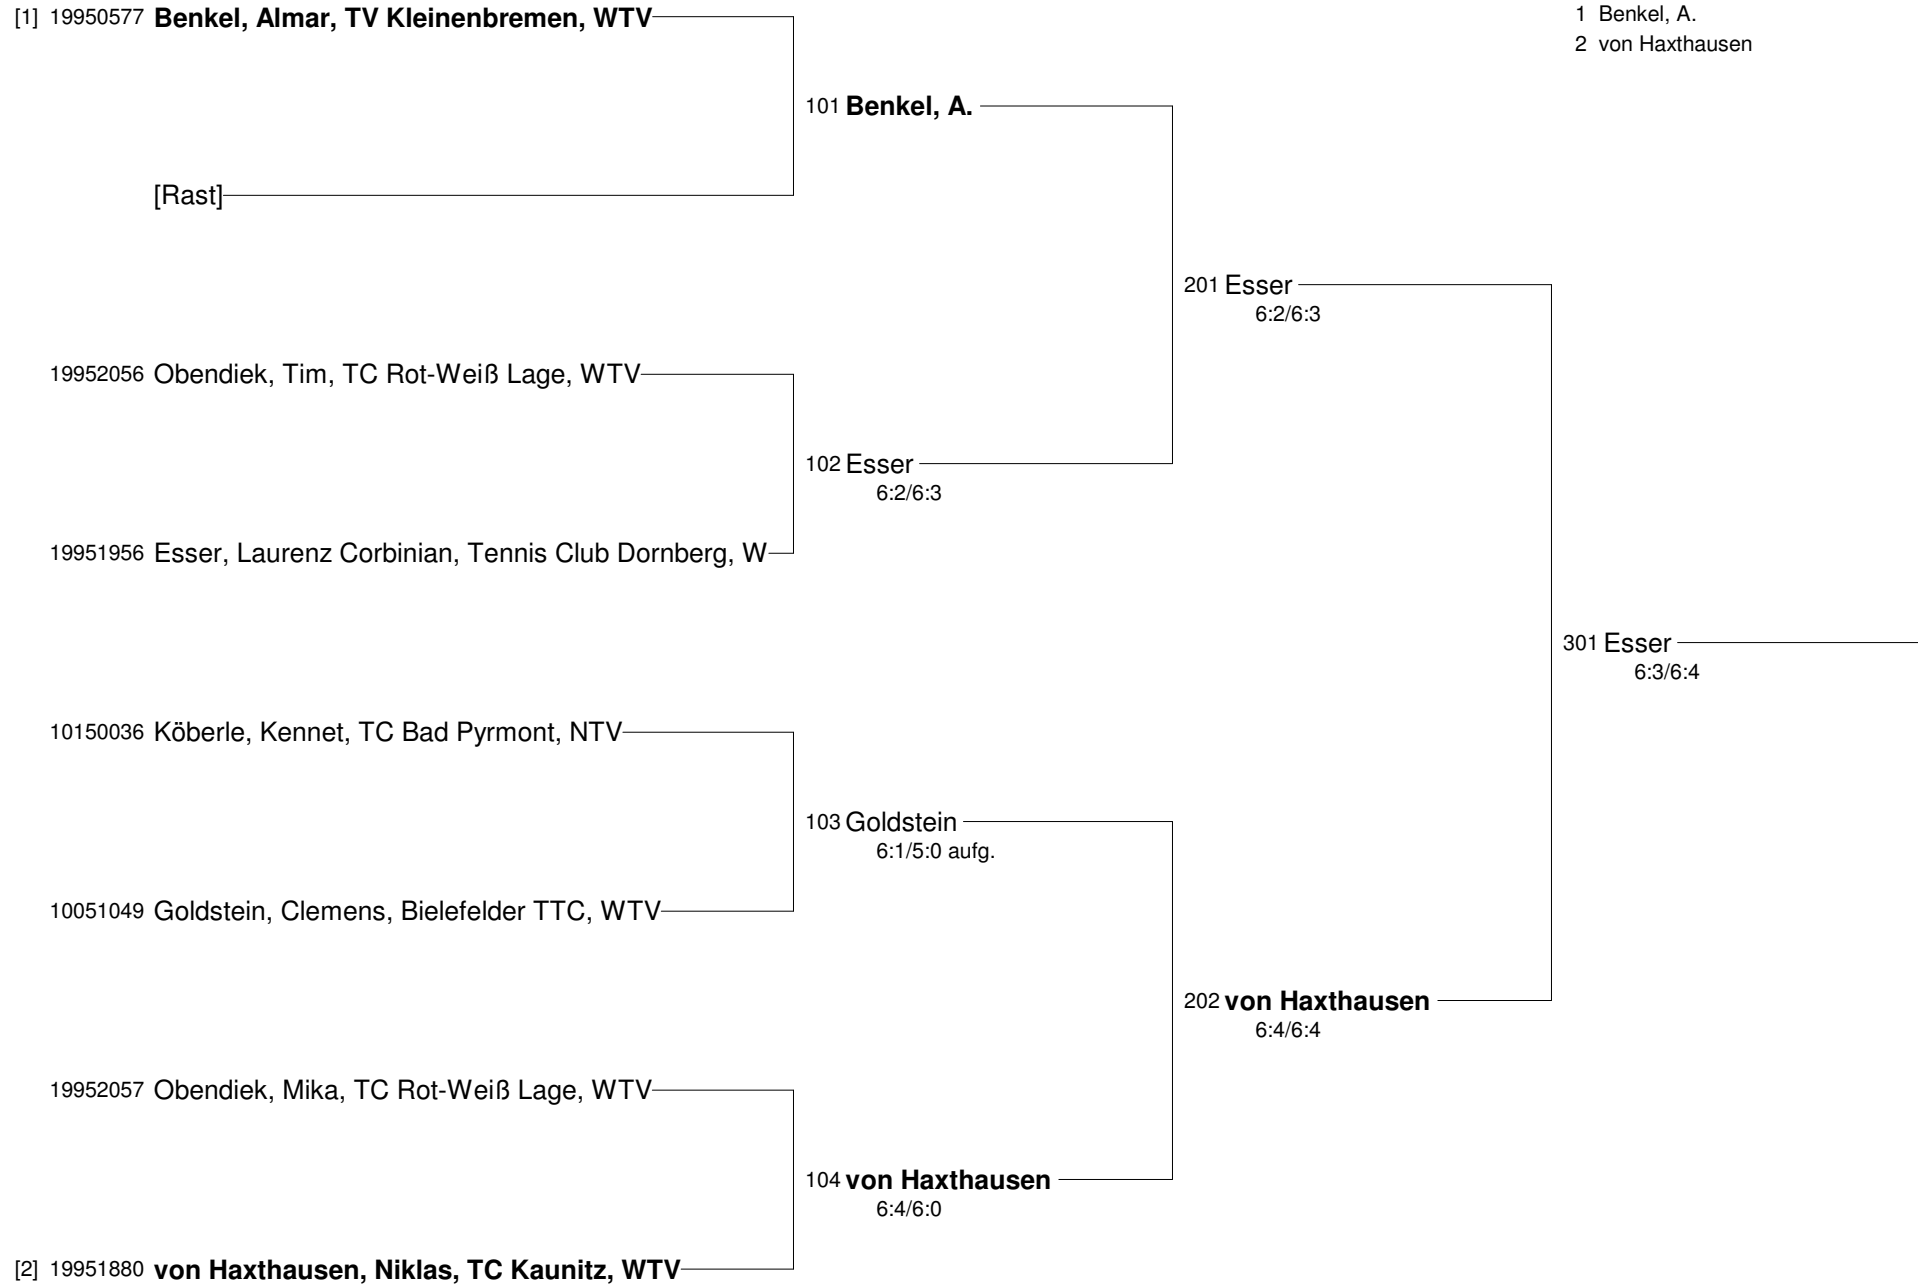 [1] 19950577 Benkel, Almar, TV Kleinenbremen, WTV
1 Benkel, A.
2 von Haxthausen
101 Benkel, A.
[Rast]
201 Esser
6:2/6:3
19952056 Obendiek, Tim, TC Rot-Weiß Lage, WTV
102 Esser
6:2/6:3
19951956 Esser, Laurenz Corbinian, Tennis Club Dornberg, W
301 Esser
6:3/6:4
10150036 Köberle, Kennet, TC Bad Pyrmont, NTV
103 Goldstein
6:1/5:0 aufg.
10051049 Goldstein, Clemens, Bielefelder TTC, WTV
202 von Haxthausen
6:4/6:4
19952057 Obendiek, Mika, TC Rot-Weiß Lage, WTV
104 von Haxthausen
6:4/6:0
[2] 19951880 von Haxthausen, Niklas, TC Kaunitz, WTV